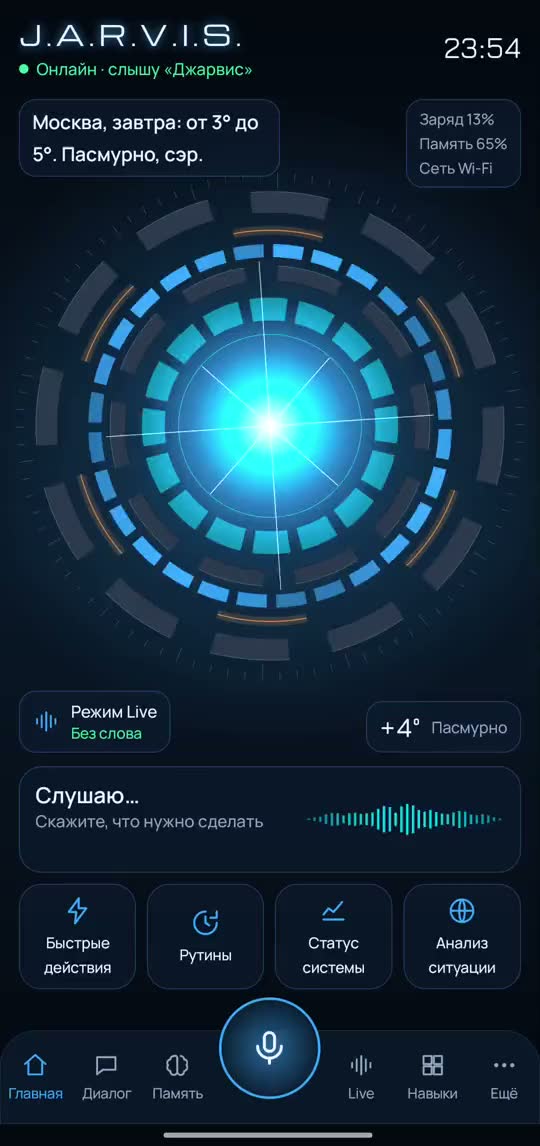 J.A.R.V.I.S.
23:54
Онлайн · слышу «Джарвис»
Москва, завтра: от 3° до
5°. Пасмурно, сэр.
Заряд 13%
Память 65%
Сеть Wi-Fi
Режим Live
Без слова
+4° Пасмурно
Слушаю…
Скажите, что нужно сделать
Быстрые
действия
Рутины
Статус
системы
Анализ
ситуации
Главная
Диалог
Память
Live
Навыки
Ещё